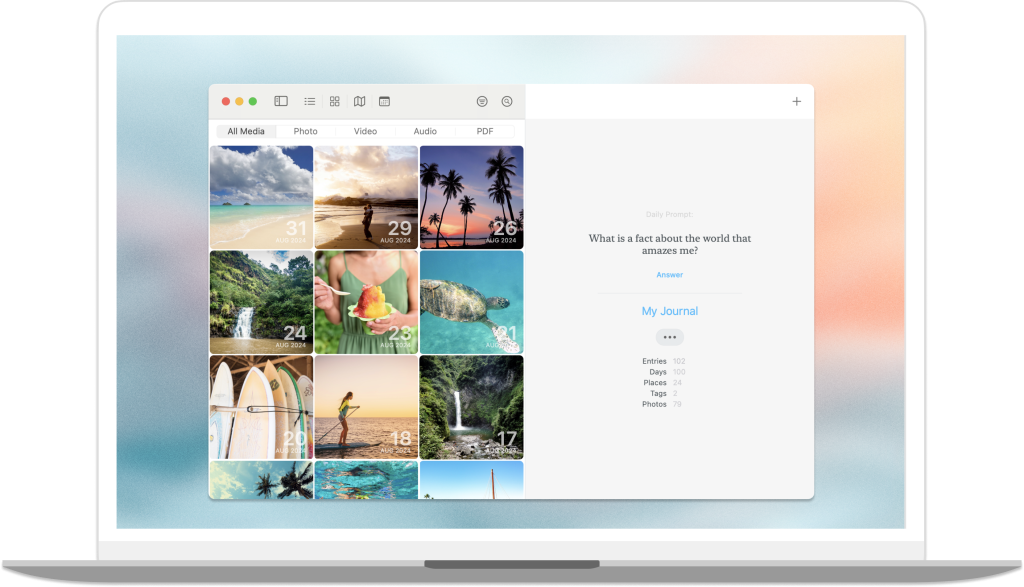 All Media Photo Video Audio PDF
31
AUG 2024
29
AUG 2024
26
AUG 2024
24
AUG 2024
23
AUG 2024
21
AUG 2024
20
AUG 2024
18
AUG 2024
17
AUG 2024
Daily Prompt:
What is a fact about the world that
amazes me?
Answer
My Journal
Entries 102
Days 100
Places 24
Tags 2
Photos 79